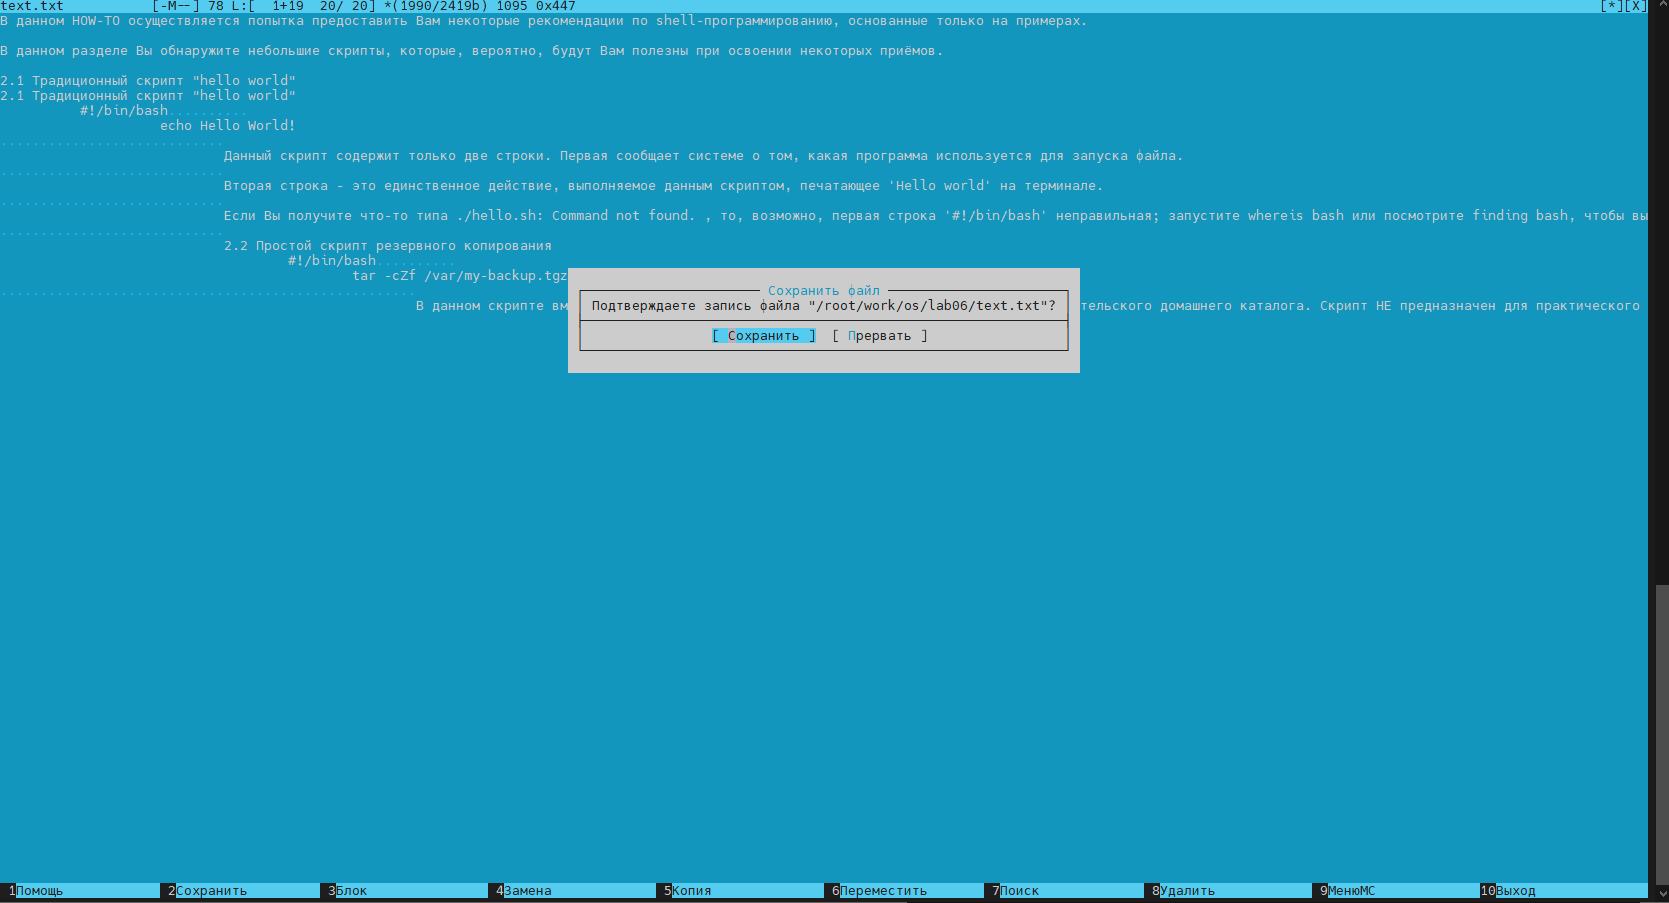 text.txt [-M--] 78 L:[ 1+19 20/ 20] *(1990/2419b) 1095 0x447 [*][X]
В данном HOW-TO осуществляется попытка предоставить Вам некоторые рекомендации по shell-программированию, основанные только на примерах.
В данном разделе Вы обнаружите небольшие скрипты, которые, вероятно, будут Вам полезны при освоении некоторых приёмов.
2.1 Традиционный скрипт "hello world"
2.1 Традиционный скрипт "hello world"
#!/bin/bash..........
echo Hello World!
............................
Данный скрипт содержит только две строки. Первая сообщает системе о том, какая программа используется для запуска файла.
............................
Вторая строка - это единственное действие, выполняемое данным скриптом, печатающее 'Hello world' на терминале.
............................
Если Вы получите что-то типа ./hello.sh: Command not found. , то, возможно, первая строка '#!/bin/bash' неправильная; запустите whereis bash или посмотрите finding bash, чтобы вы
............................
2.2 Простой скрипт резервного копирования
#!/bin/bash..........
tar -cZf /var/my-backup.tgz
....................................................
В данном скрипте вм
тельского домашнего каталога. Скрипт НЕ предназначен для практического
Сохранить файл
Подтверждаете запись файла "/root/work/os/lab06/text.txt"?
[ Сохранить ] [ Прервать ]
1Помощь 2Сохранить 3Блок 4Замена 5Копия 6Переместить 7Поиск 8Удалить 9МенюMC 10Выход